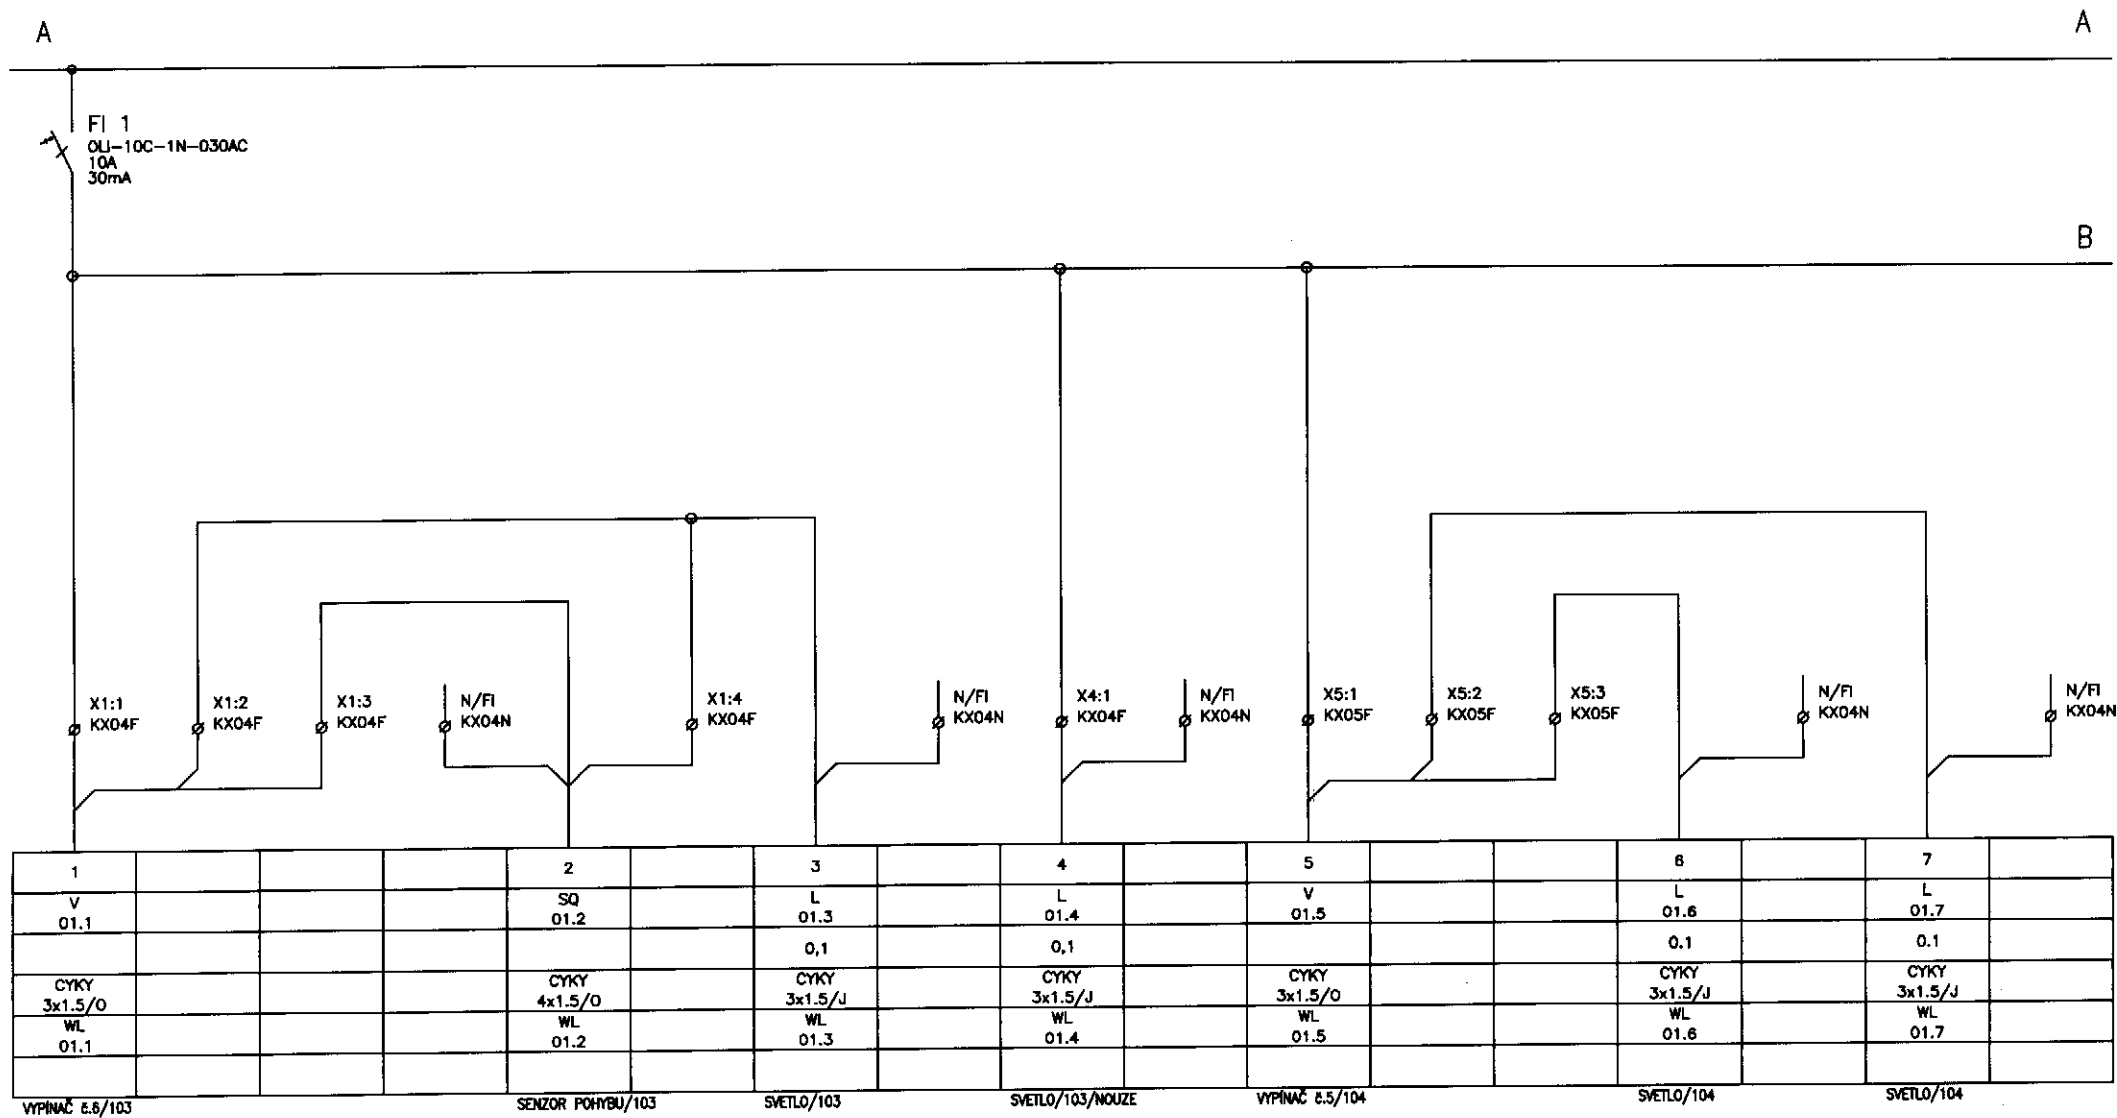 A
A
FI 1
OLI-10C-1N-030AC
10A
30mA
B
X1:1
KX04F
X1:2
KX04F
X1:3
KX04F
N/FI
KX04N
X1:4
KX04F
N/FI
KX04N
X4:1
KX04F
N/FI
KX04N
X5:1
KX05F
X5:2
KX05F
X5:3
KX05F
N/FI
KX04N
N/FI
KX04N
1 2 3 4 5 6 7
V SQ L L V L L
01.1 01.2 01.3 01.4 01.5 01.6 01.7
0,1 0,1 0.1 0.1
CYKY CYKY CYKY CYKY CYKY CYKY CYKY
3x1.5/O 4x1.5/O 3x1.5/J 3x1.5/J 3x1.5/O 3x1.5/J 3x1.5/J
WL WL WL WL WL WL WL
01.1 01.2 01.3 01.4 01.5 01.6 01.7
VYPÍNAČ č.6/103 SENZOR POHYBU/103 SVETLO/103 SVETLO/103/NOUZE VYPÍNAČ č.5/104 SVETLO/104 SVETLO/104